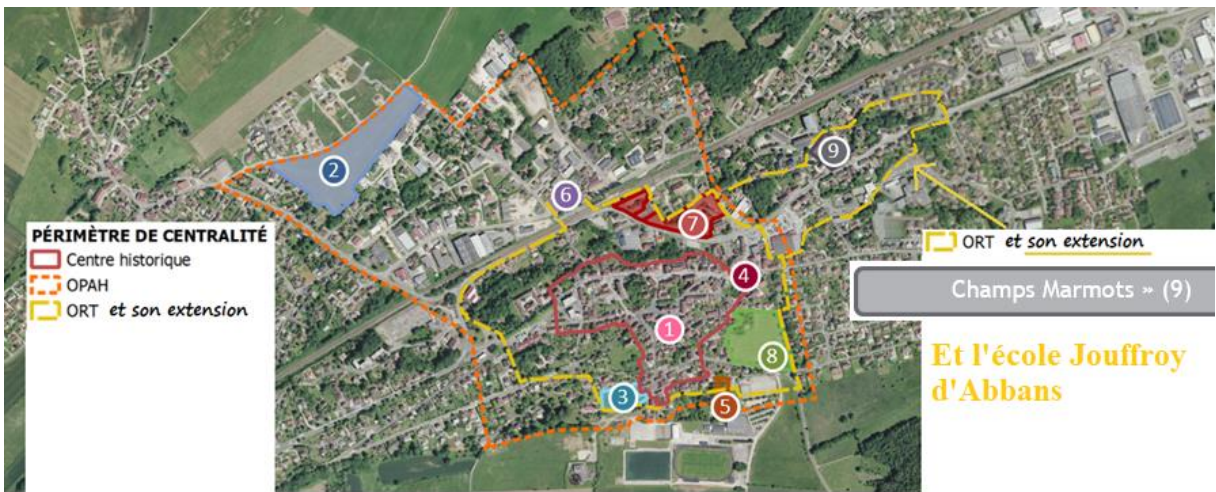 9
2
6
7
4
1
8
3
5
PÉRIMÈTRE DE CENTRALITÉ
Centre historique
OPAH
ORT et son extension
ORT et son extension
Champs Marmots » (9)
Et l'école Jouffroy
d'Abbans